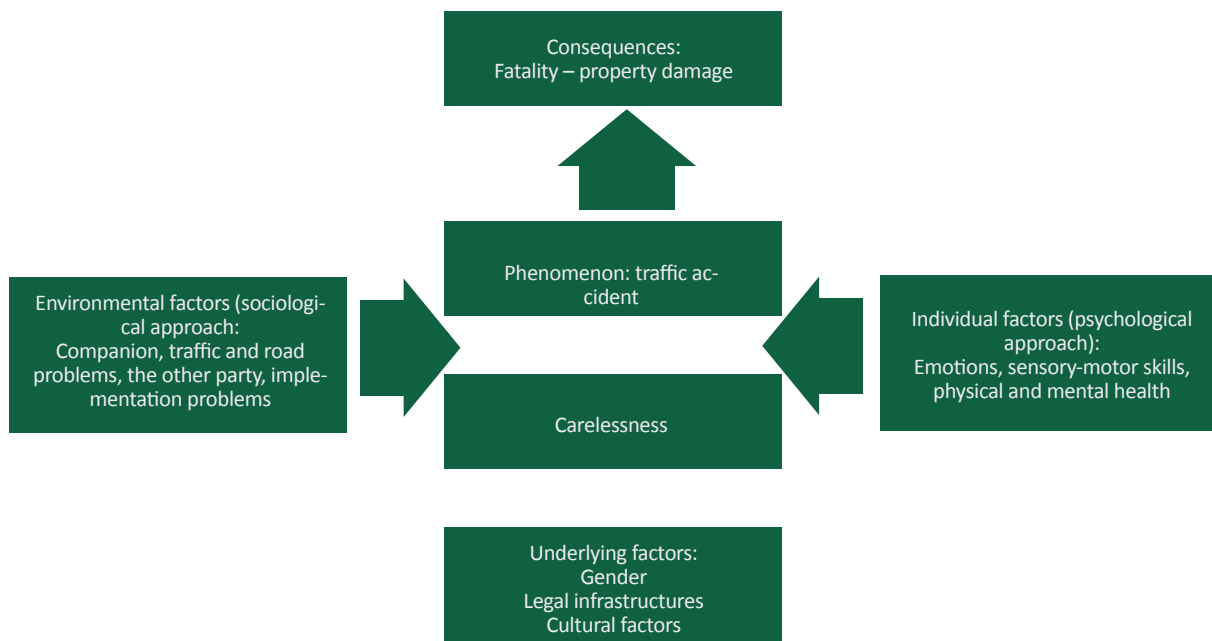 Consequences:
Fatality – property damage
Phenomenon: traffic ac-
cident
Environmental factors (sociologi-
cal approach:
Companion, traffic and road
problems, the other party, imple-
mentation problems
Individual factors (psychological
approach):
Emotions, sensory-motor skills,
physical and mental health
Carelessness
Underlying factors:
Gender
Legal infrastructures
Cultural factors